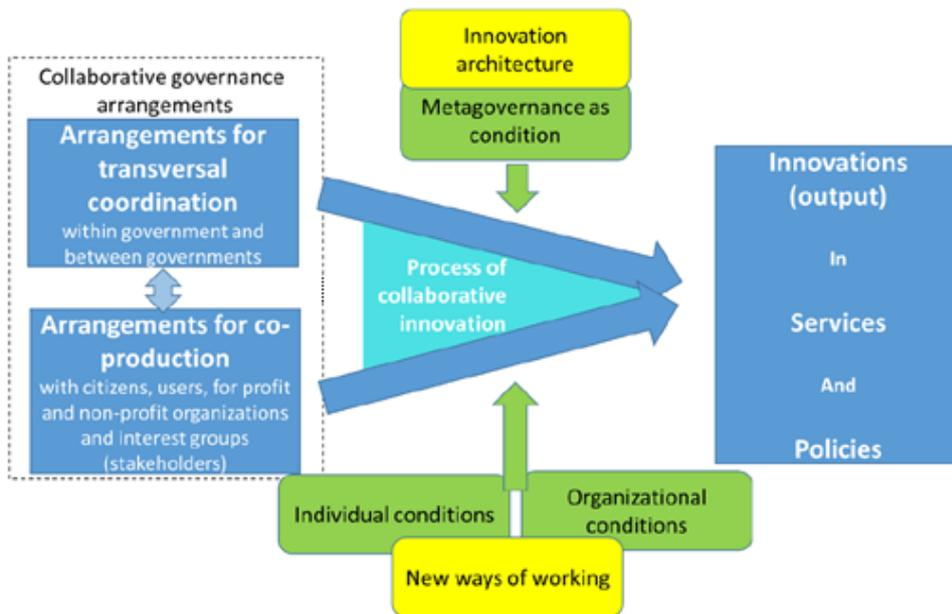 Innovation
architecture
Metagovernance as
condition
Collaborative governance
arrangements
Arrangements for
transversal
coordination
within government and
between governments
Arrangements for co-
production
with citizens, users, for profit
and non-profit organizations
and interest groups
(stakeholders)
Process of
collaborative
innovation
Innovations
(output)
In
Services
And
Policies
Individual conditions
Organizational
conditions
New ways of working